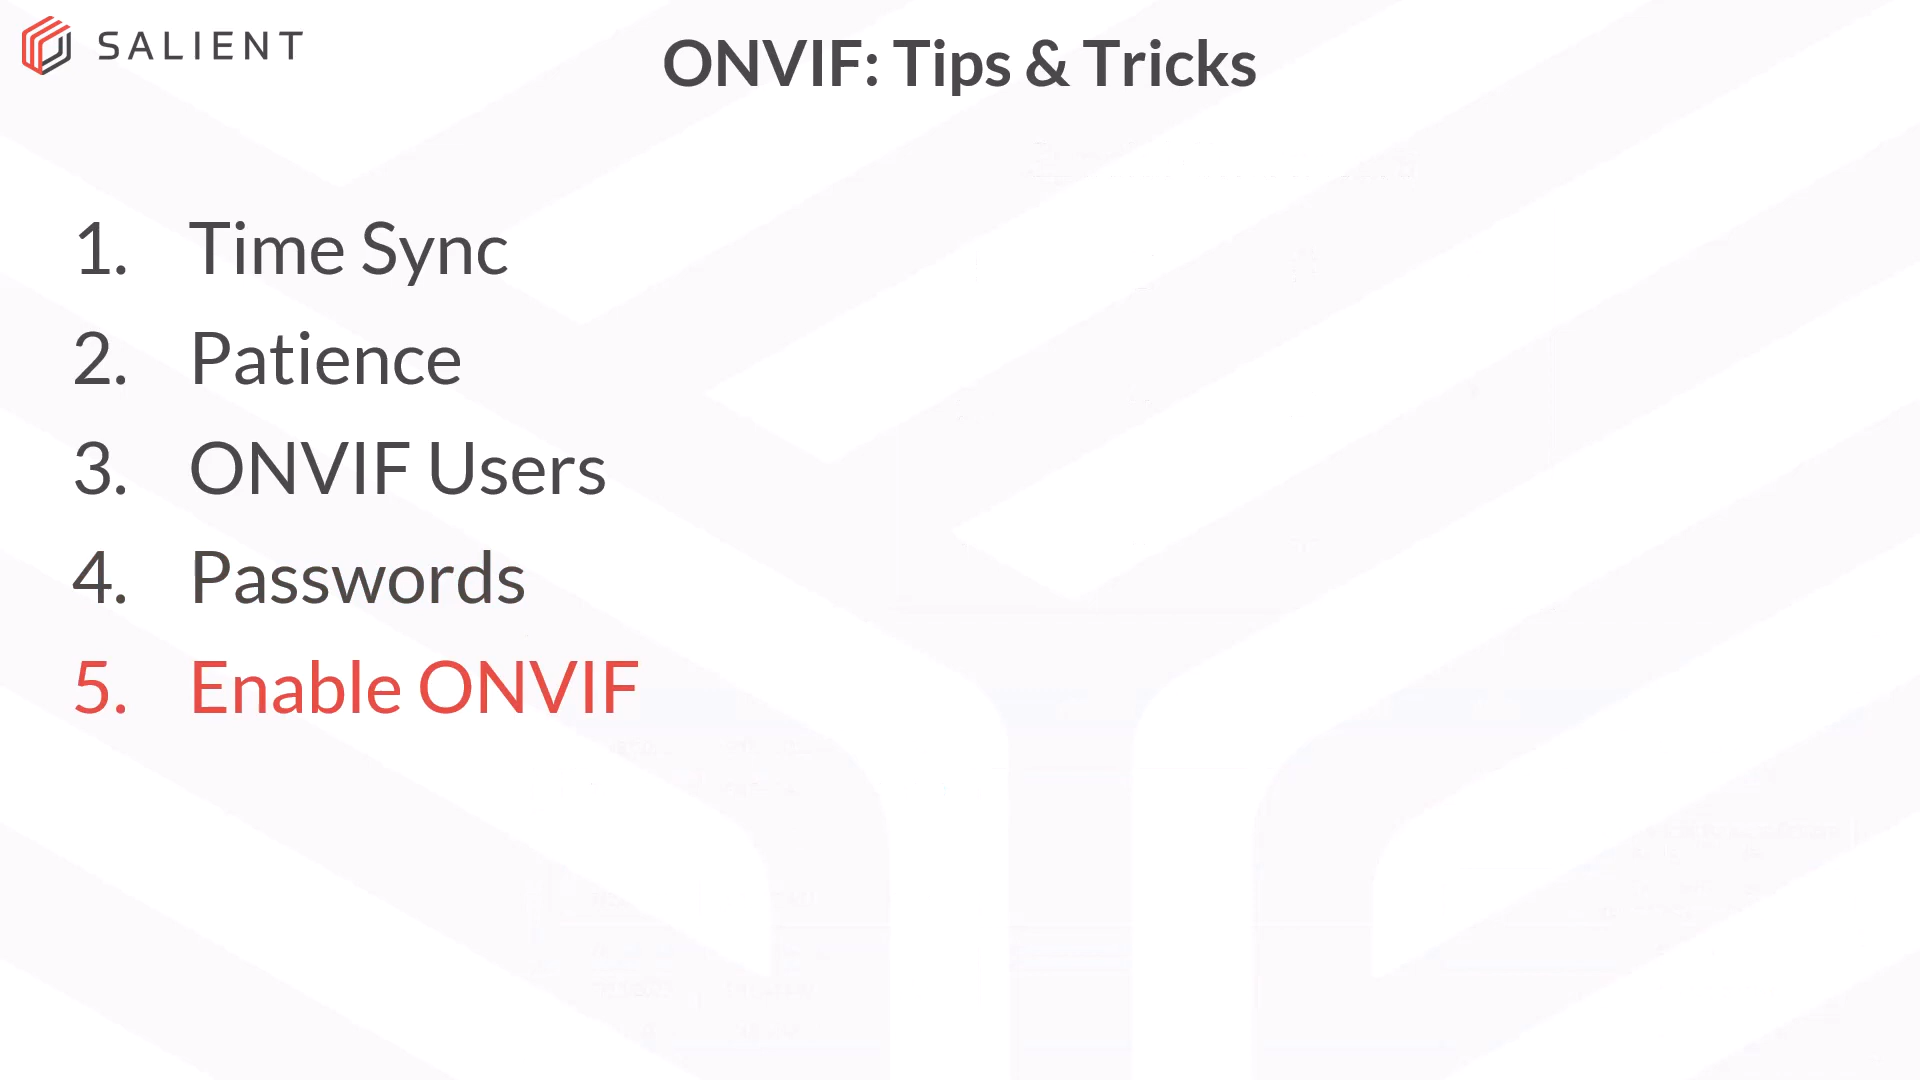 SALIENT
ONVIF: Tips & Tricks
1. Time Sync
2. Patience
3. ONVIF Users
4. Passwords
5. Enable ONVIF